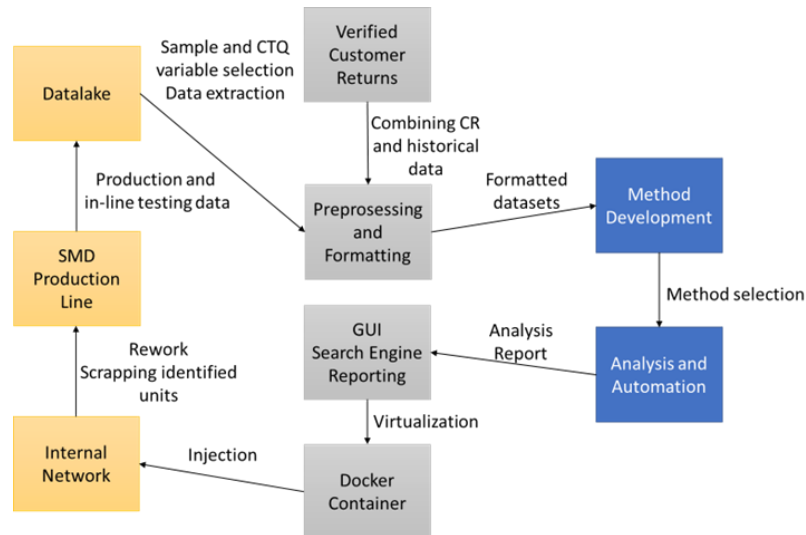 Datalake
Sample and CTQ
variable selection
Data extraction
Verified
Customer
Returns
Combining CR
and historical
data
Production and
in-line testing data
Preprosessing
and
Formatting
Formatted
datasets
Method
Development
SMD
Production
Line
Method selection
GUI
Search Engine
Reporting
Analysis
Report
Analysis and
Automation
Rework
Scrapping identified
units
Virtualization
Internal
Network
Injection
Docker
Container